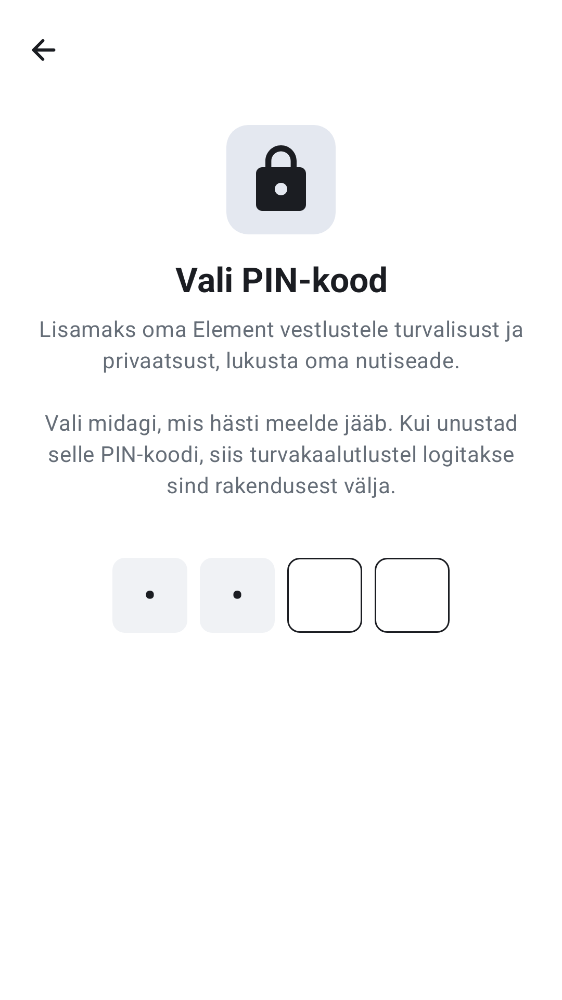 Vali PIN-kood
Lisamaks oma Element vestlustele turvalisust ja
privaatsust, lukusta oma nutiseade.
Vali midagi, mis hästi meelde jääb. Kui unustad
selle PIN-koodi, siis turvakaalutlustel logitakse
sind rakendusest välja.